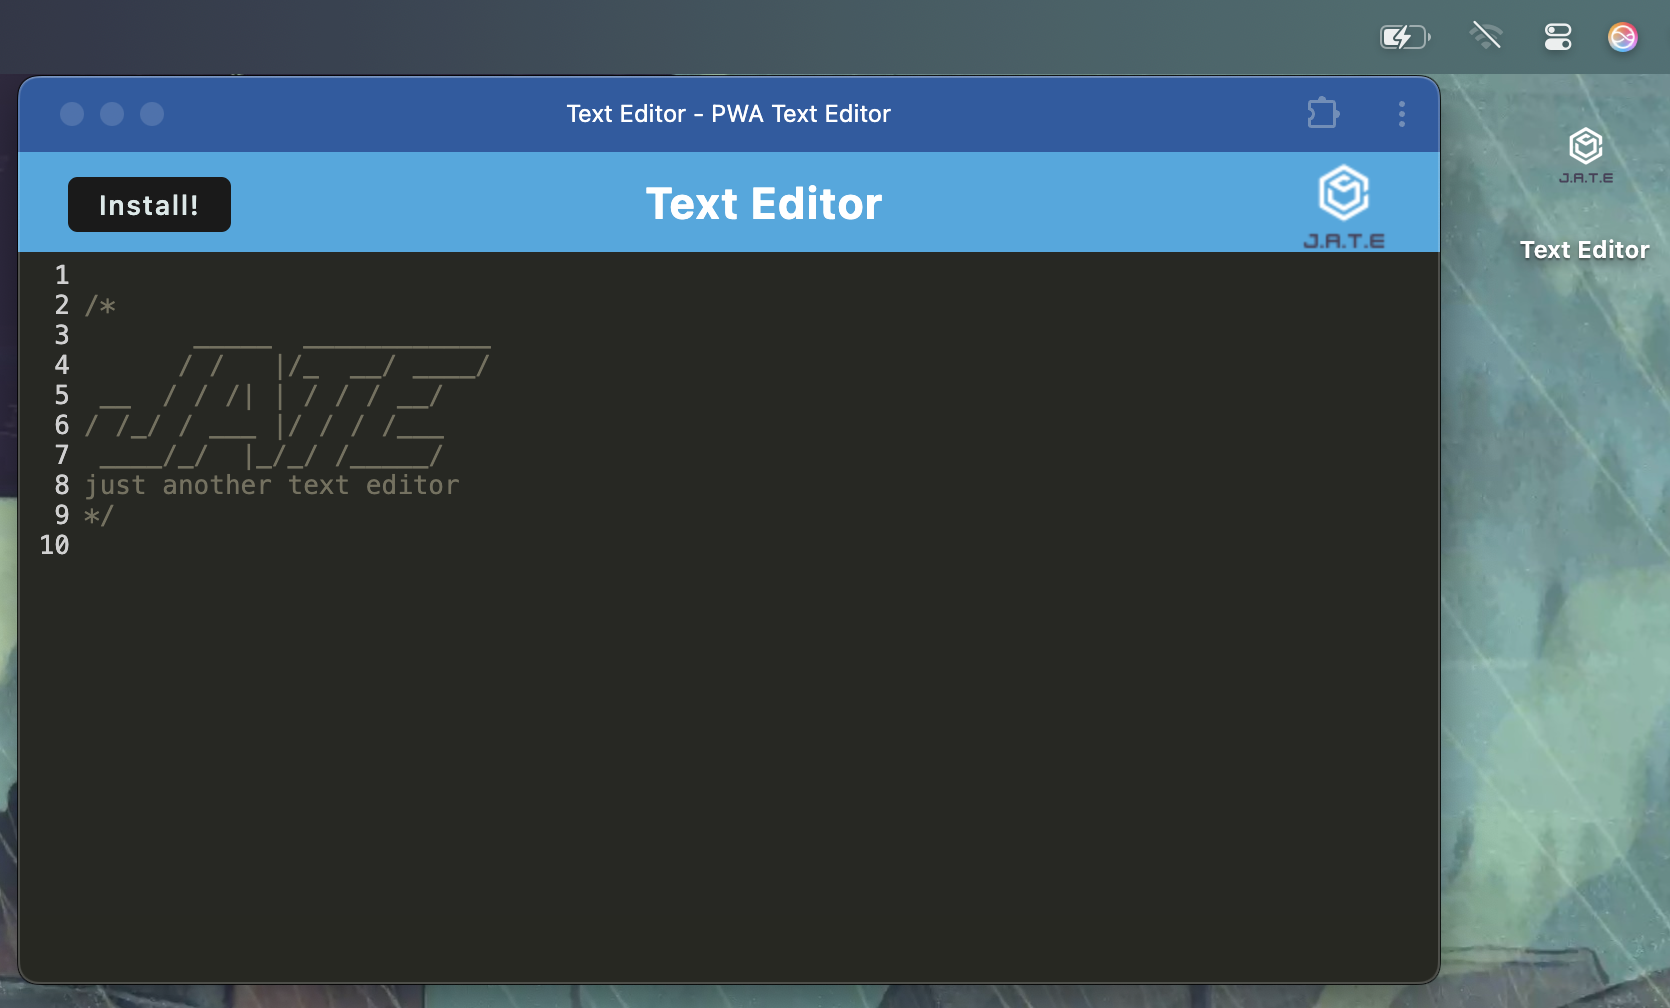 Text Editor - PWA Text Editor
Install!
Text Editor
J.A.T.E
J.A.T.E
Text Editor
1
2 /*
3        _____  ____________
4       / /   |/_  __/ ____/
5  __  / / /| | / / / __/
6 / /_/ / ___ |/ / / /___
7  ____/_/  |_/_/ /_____/
8 just another text editor
9 */
10